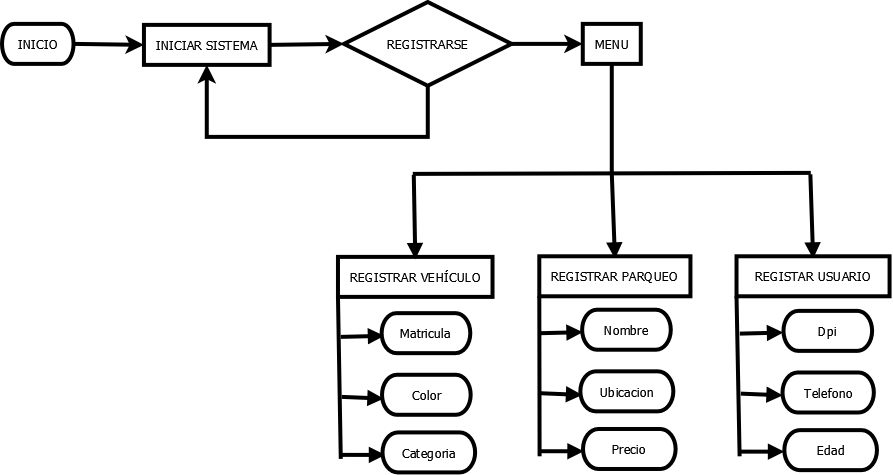 INICIO
INICIAR SISTEMA
REGISTRARSE
MENU
REGISTRAR VEHÍCULO
REGISTRAR PARQUEO
REGISTAR USUARIO
Matricula
Nombre
Dpi
Color
Ubicacion
Telefono
Categoria
Precio
Edad